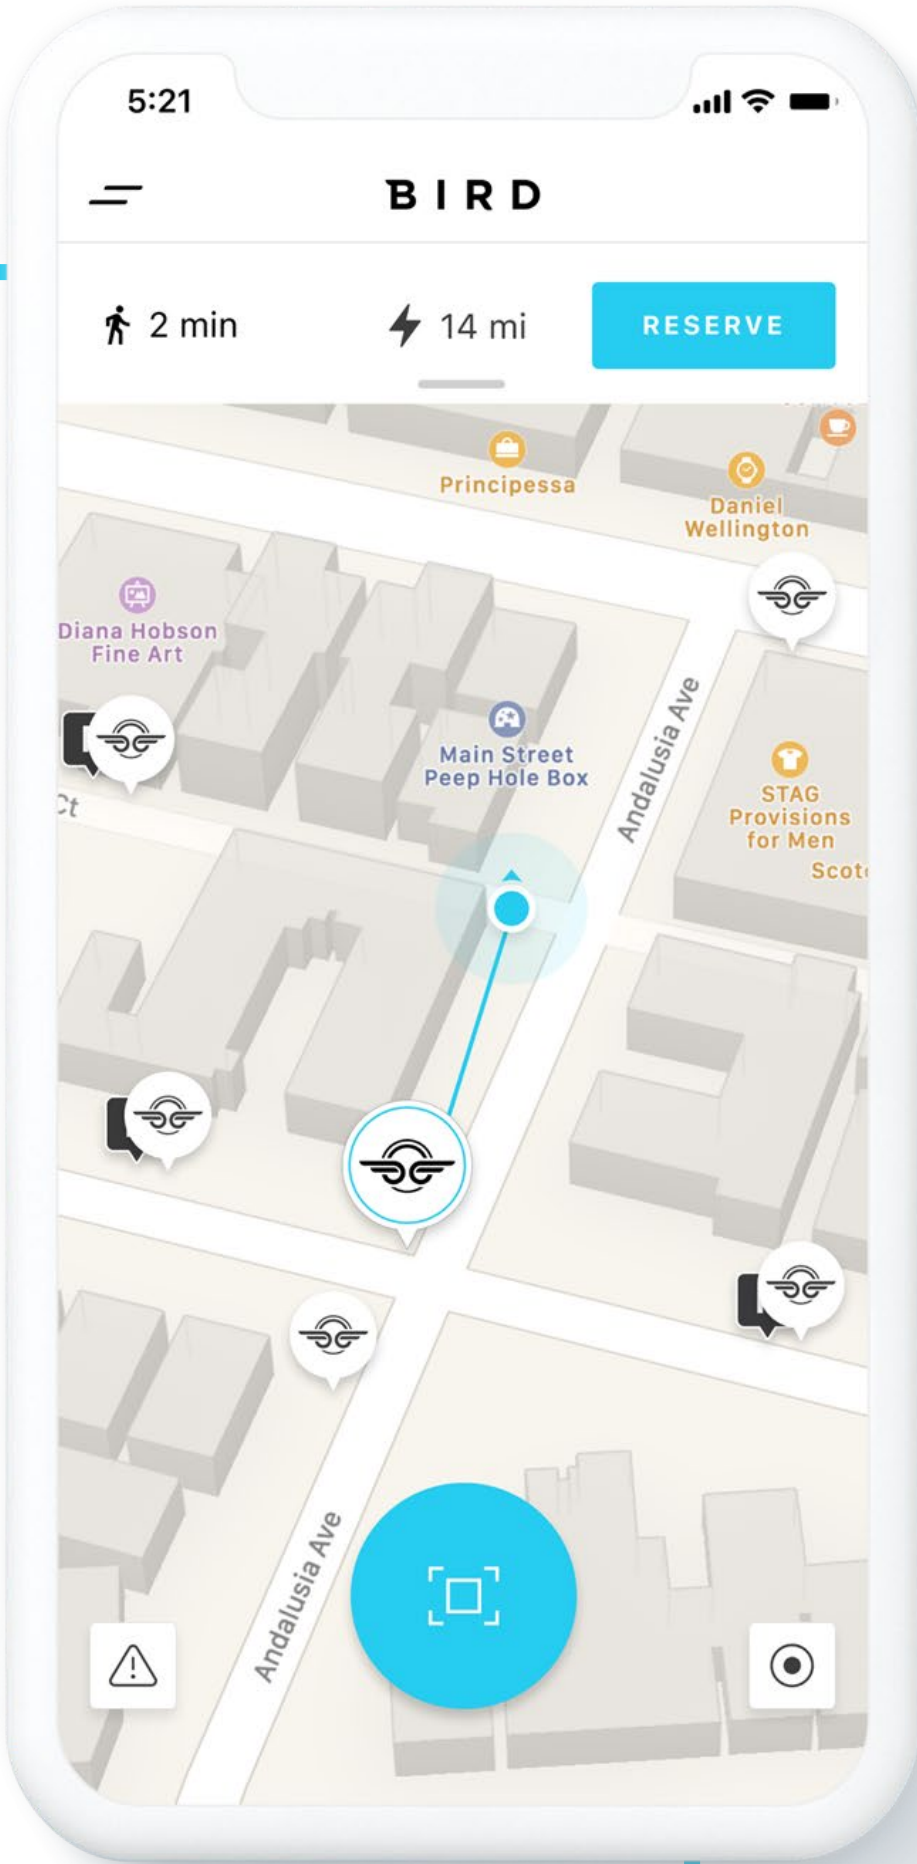 5:21
BIRD
2 min
14 mi
RESERVE
Principessa
Daniel
Wellington
Diana Hobson
Fine Art
Andalusia Ave
Main Street
Peep Hole Box
STAG
Provisions
for Men
Ct
Andalusia Ave